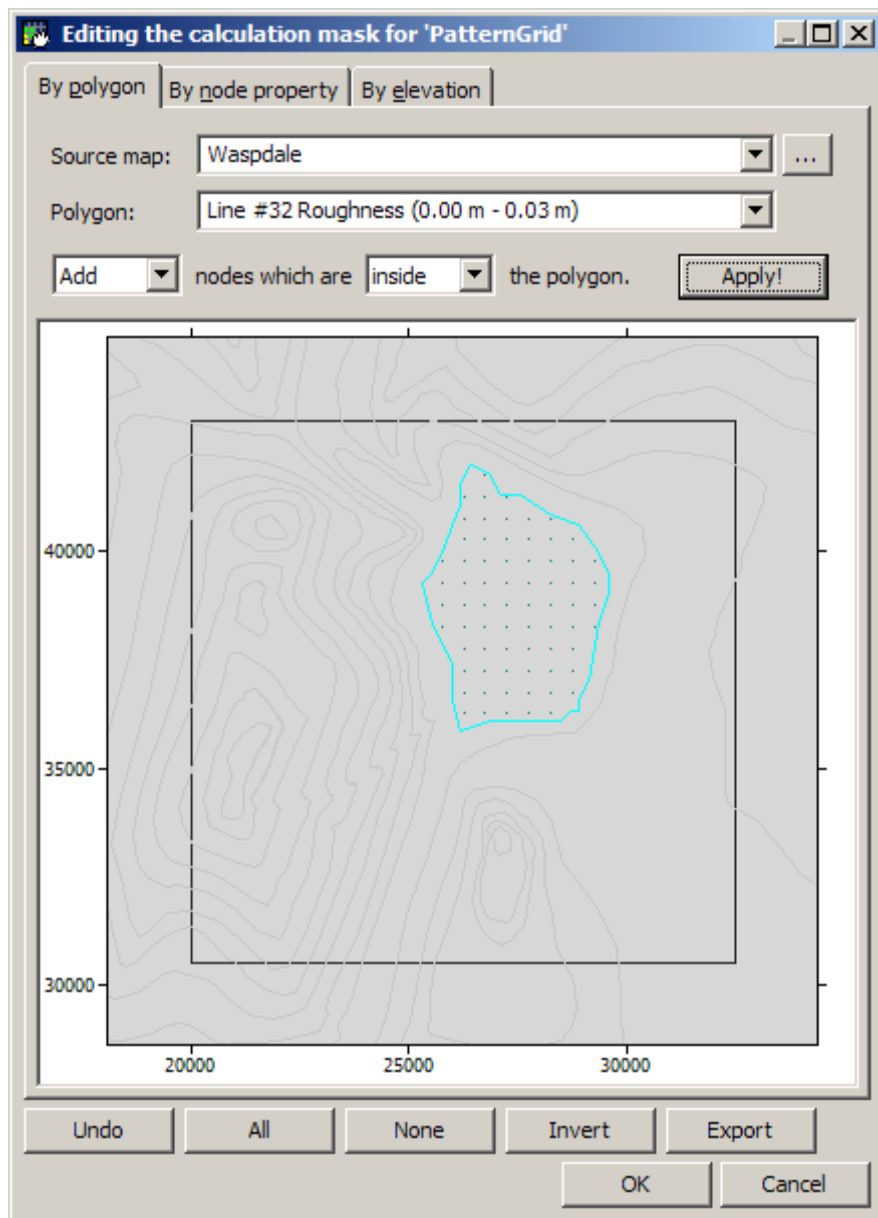 Editing the calculation mask for 'PatternGrid'
By polygon By node property By elevation
Source map: Waspdale ...
Polygon: Line #32 Roughness (0.00 m - 0.03 m)
Add nodes which are inside the polygon. Apply!
40000
35000
30000
20000 25000 30000
Undo All None Invert Export
OK Cancel